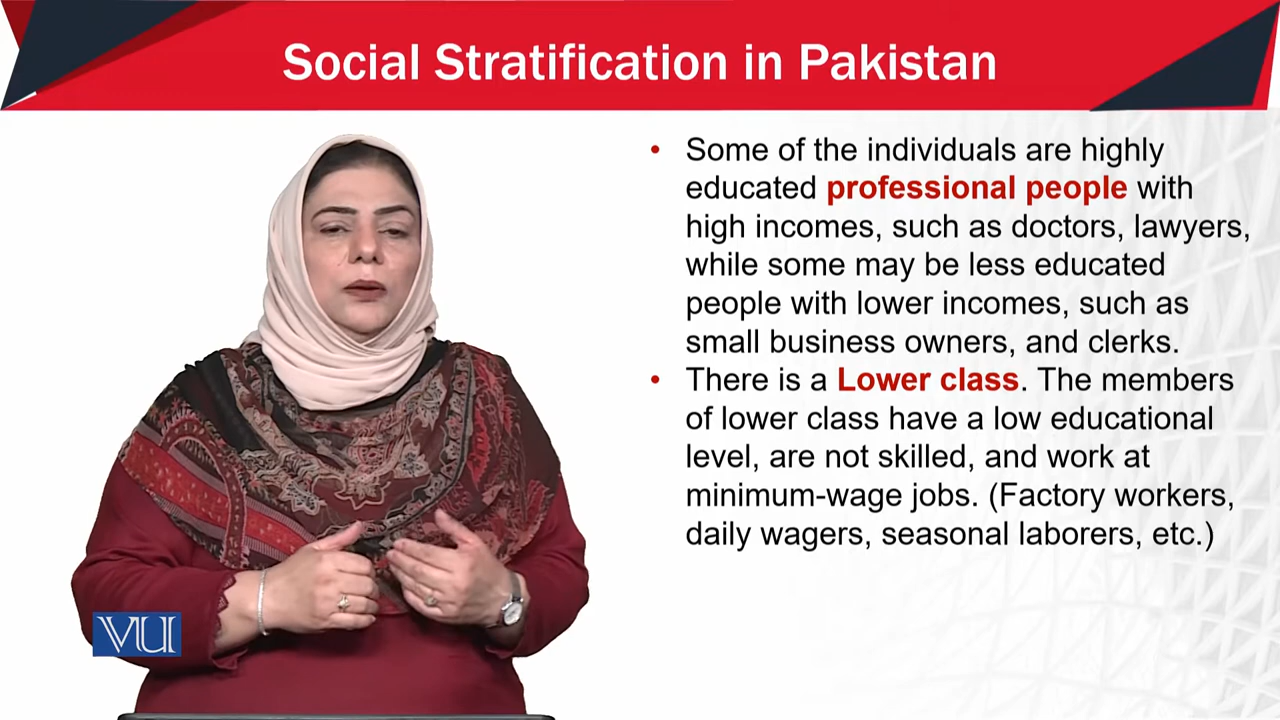 Social Stratification in Pakistan
• Some of the individuals are highly
educated professional people with
high incomes, such as doctors, lawyers,
while some may be less educated
people with lower incomes, such as
small business owners, and clerks.
• There is a Lower class. The members
of lower class have a low educational
level, are not skilled, and work at
minimum-wage jobs. (Factory workers,
daily wagers, seasonal laborers, etc.)
VU